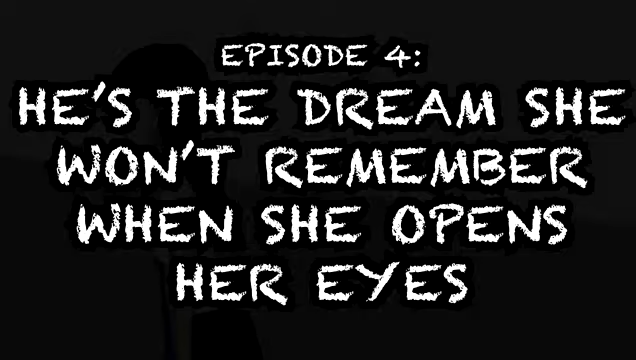 EPISODE 4:
HE'S THE DREAM SHE
WON'T REMEMBER
WHEN SHE OPENS
HER EYES